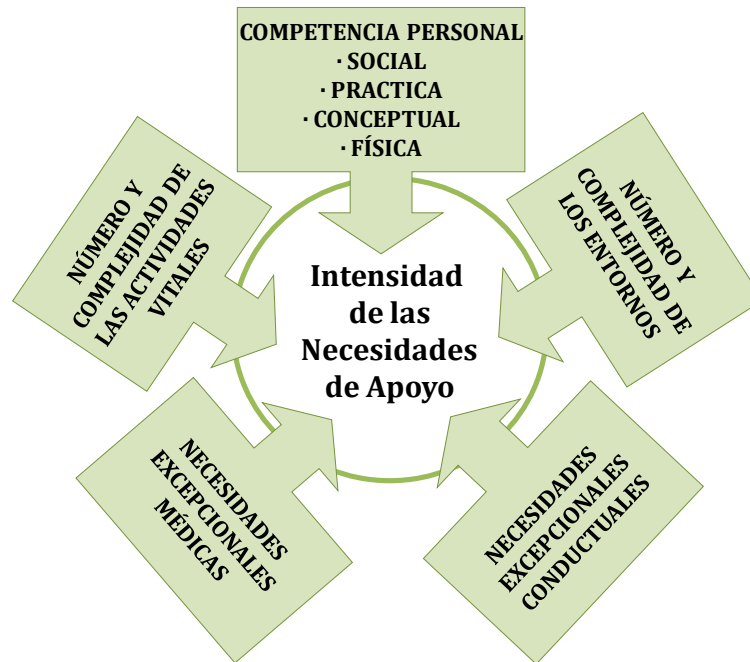 COMPETENCIA PERSONAL
· SOCIAL
· PRACTICA
· CONCEPTUAL
· FÍSICA
NÚMERO Y
COMPLEJIDAD DE
LAS ACTIVIDADES
VITALES
NÚMERO Y
COMPLEJIDAD DE
LOS ENTORNOS
Intensidad
de las
Necesidades
de Apoyo
NECESIDADES
EXCEPCIONALES
MÉDICAS
NECESIDADES
EXCEPCIONALES
CONDUCTUALES